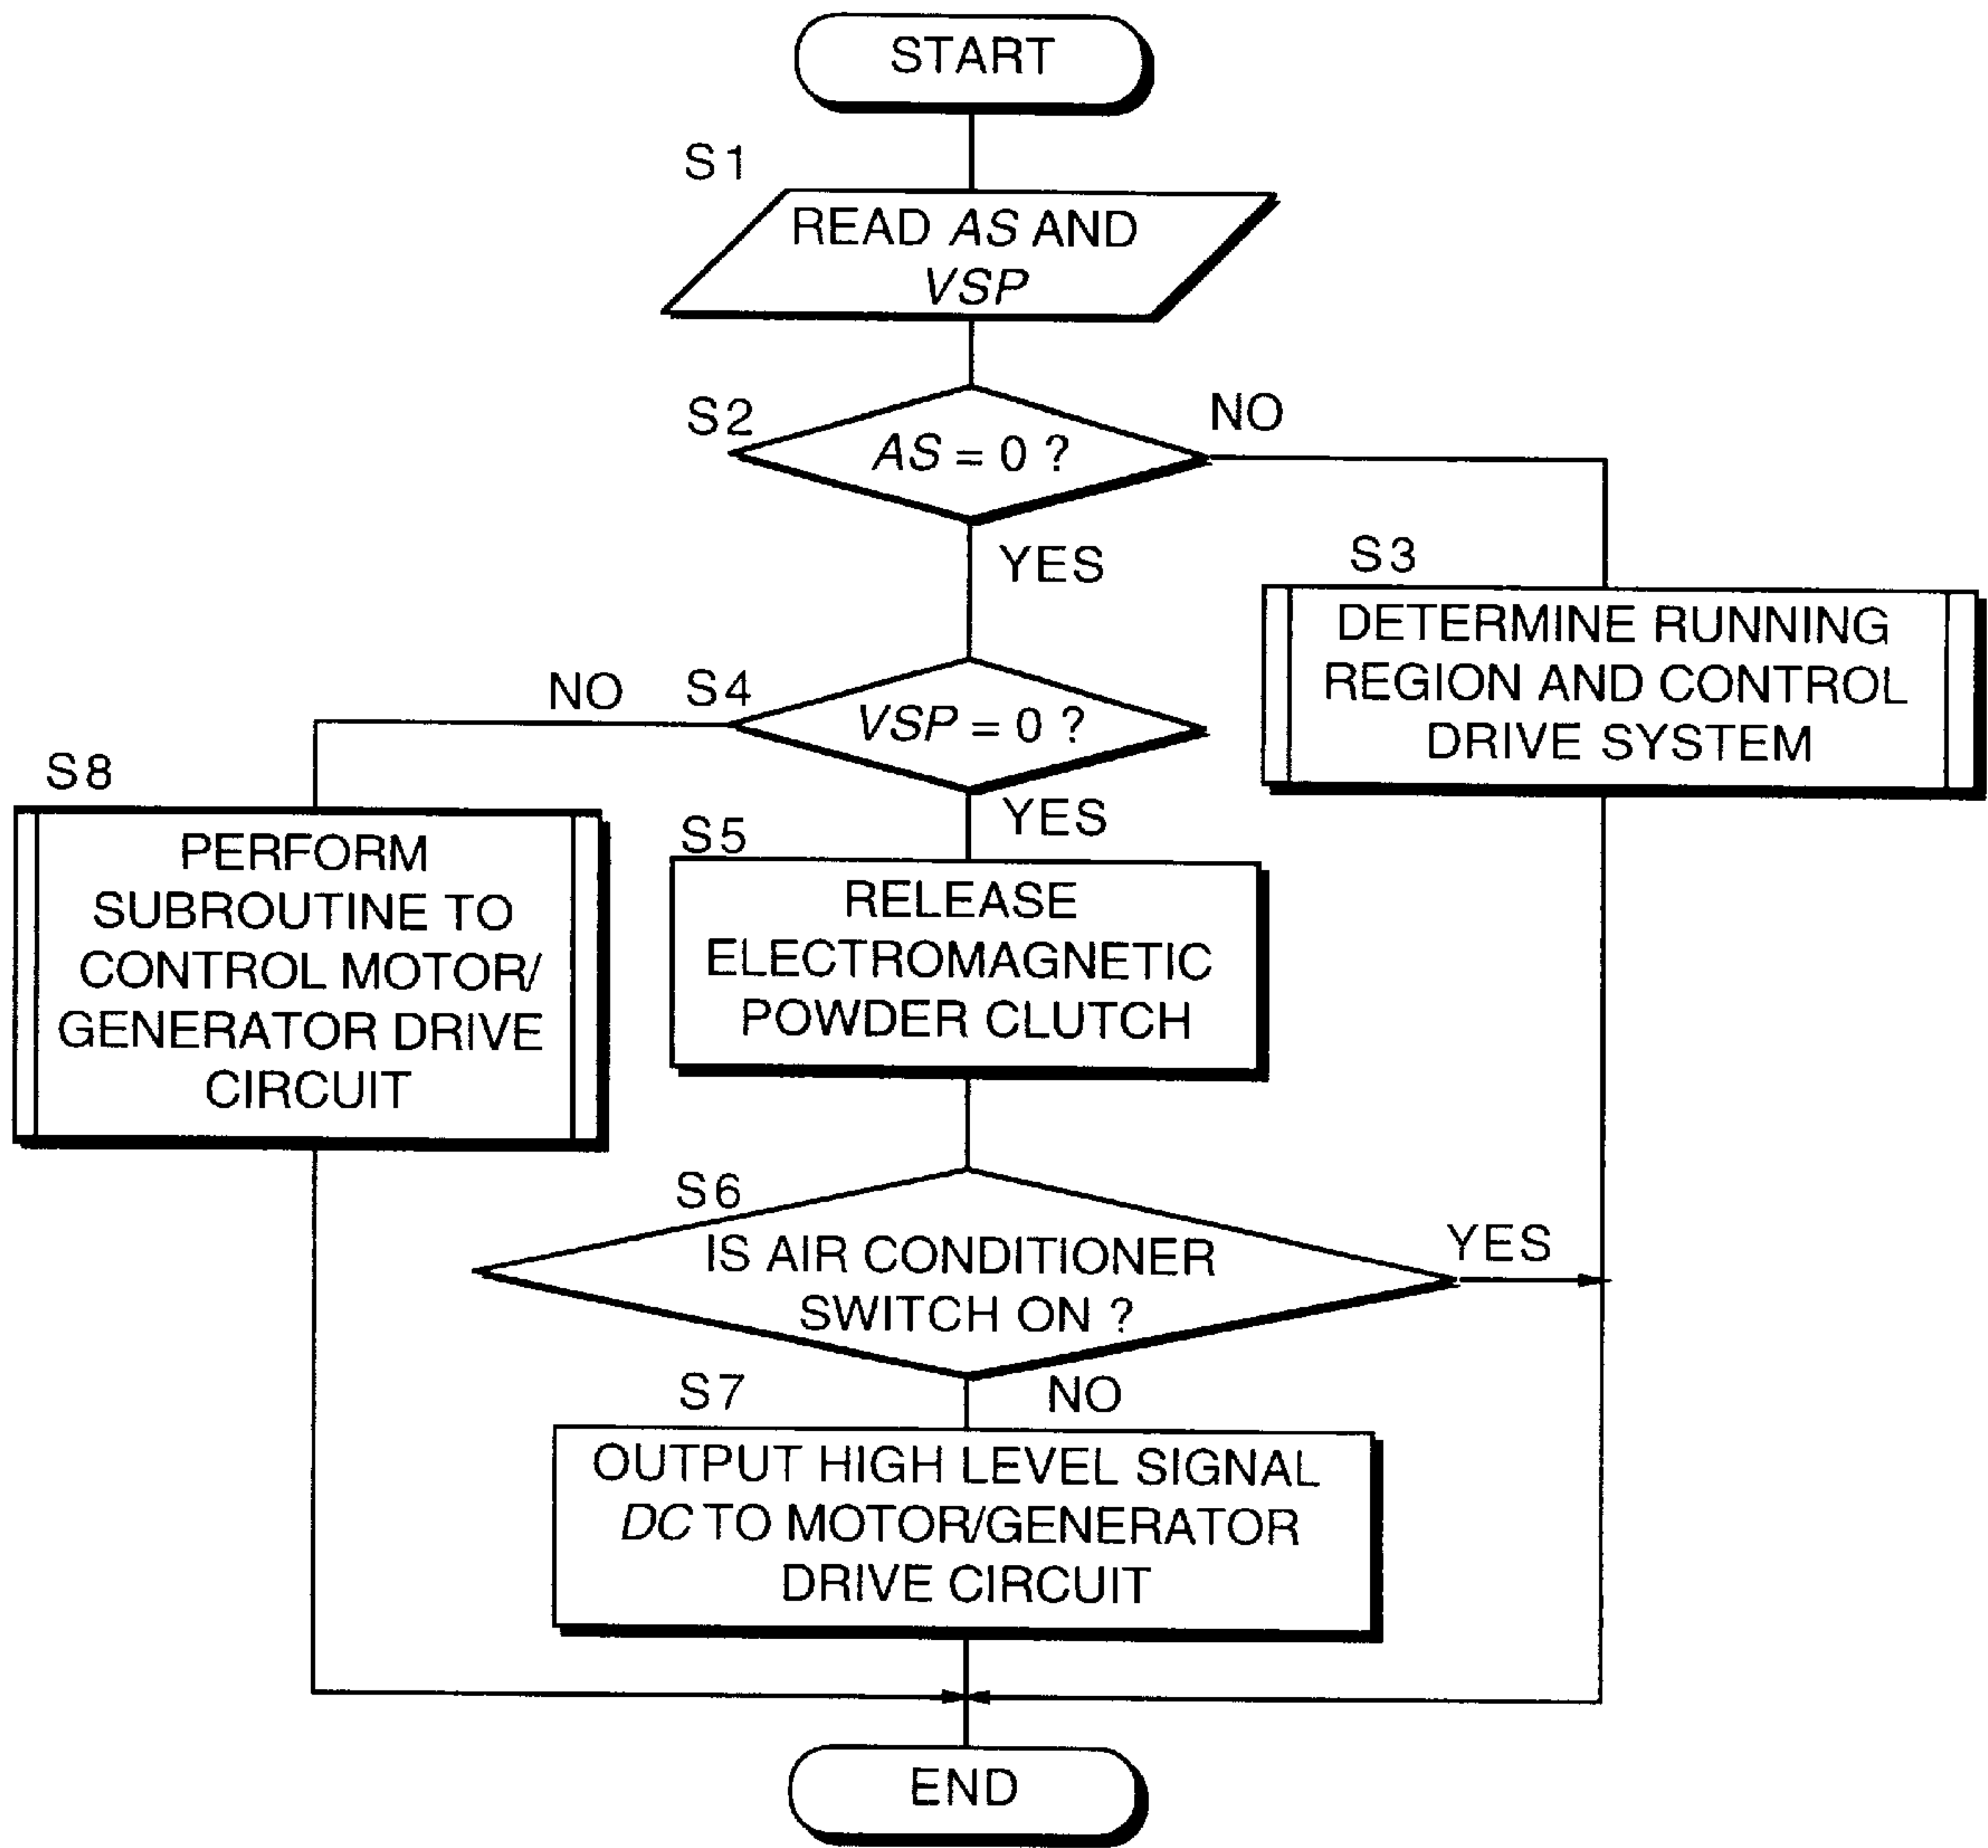 START
S1
READ AS AND
VSP
S2
AS = 0 ?
NO
YES
S3
DETERMINE RUNNING
REGION AND CONTROL
DRIVE SYSTEM
NO
S4
VSP = 0 ?
YES
S8
PERFORM
SUBROUTINE TO
CONTROL MOTOR/
GENERATOR DRIVE
CIRCUIT
S5
RELEASE
ELECTROMAGNETIC
POWDER CLUTCH
S6
IS AIR CONDITIONER
SWITCH ON ?
YES
NO
S7
OUTPUT HIGH LEVEL SIGNAL
DC TO MOTOR/GENERATOR
DRIVE CIRCUIT
END